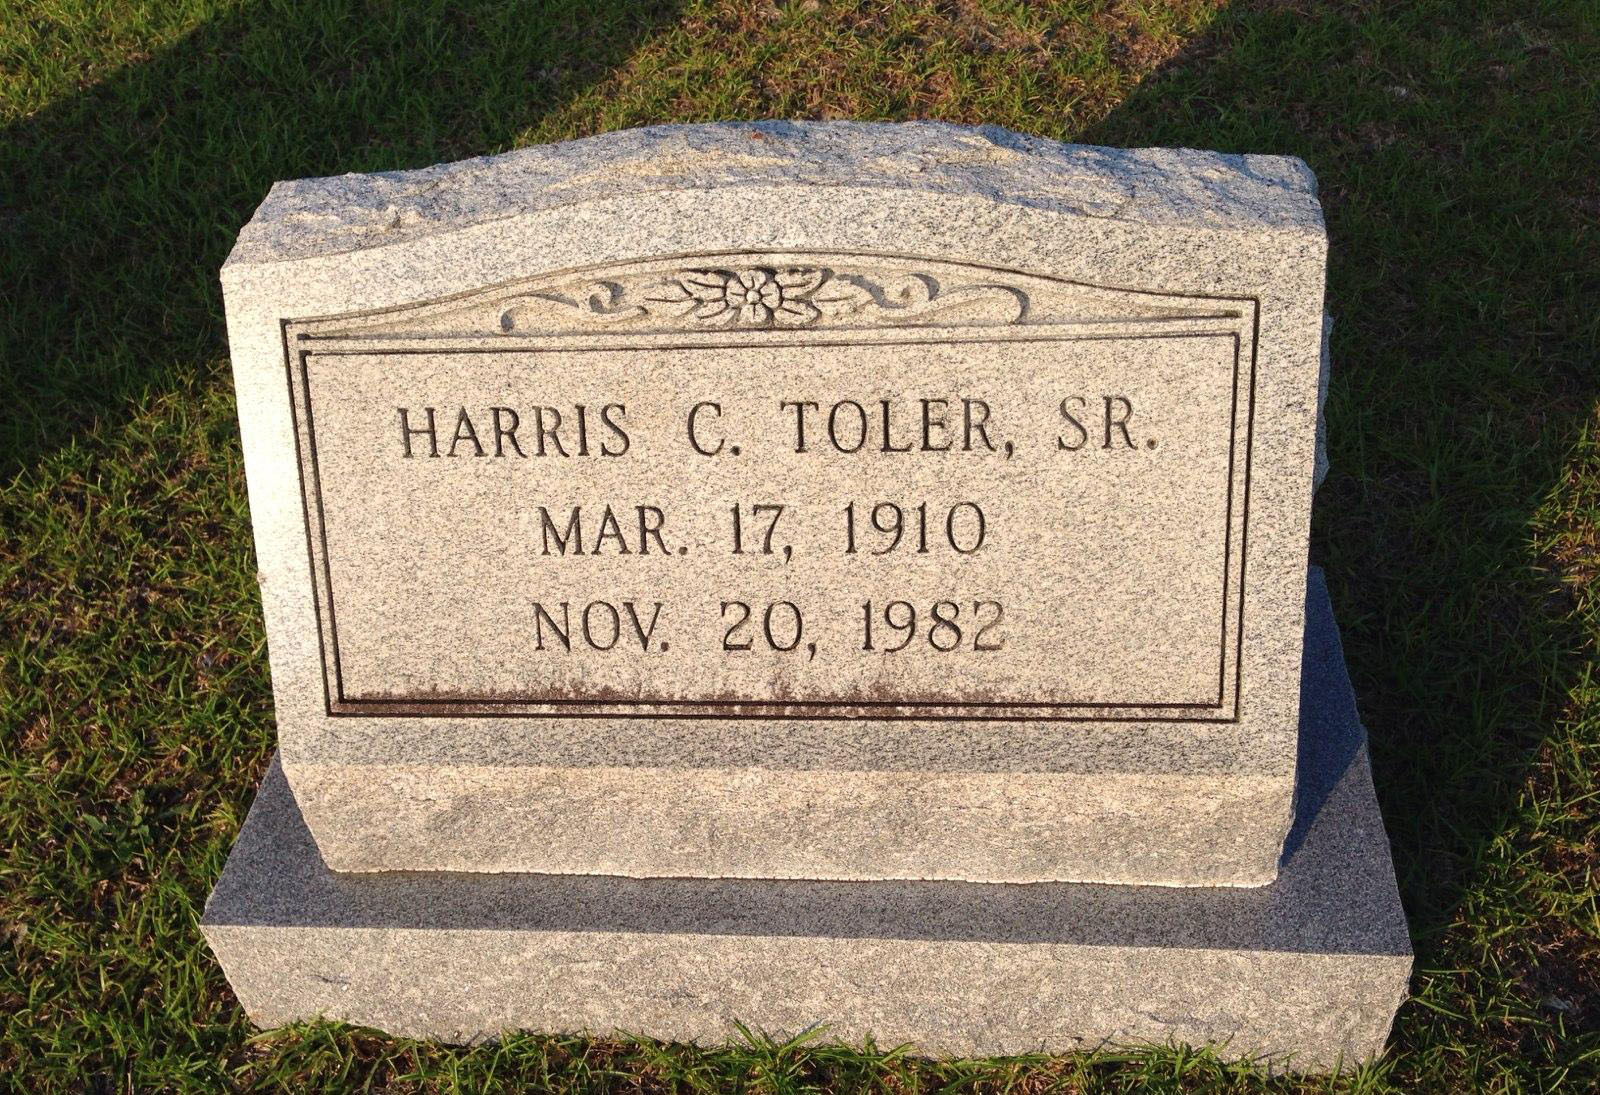 HARRIS C. TOLER, SR.
MAR. 17, 1910
NOV. 20, 1982